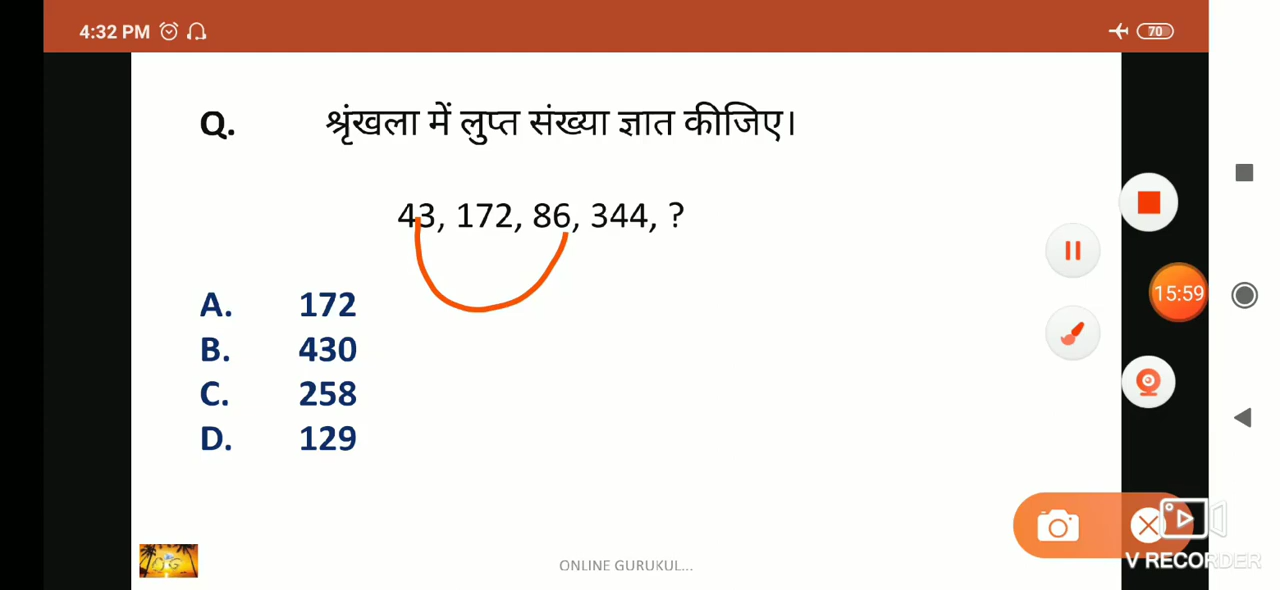 4:32 PM 70
Q. श्रृंखला में लुप्त संख्या ज्ञात कीजिए।
43, 172, 86, 344, ?
A. 172
B. 430
C. 258
D. 129
15:59
ONLINE GURUKUL...
V RECORDER